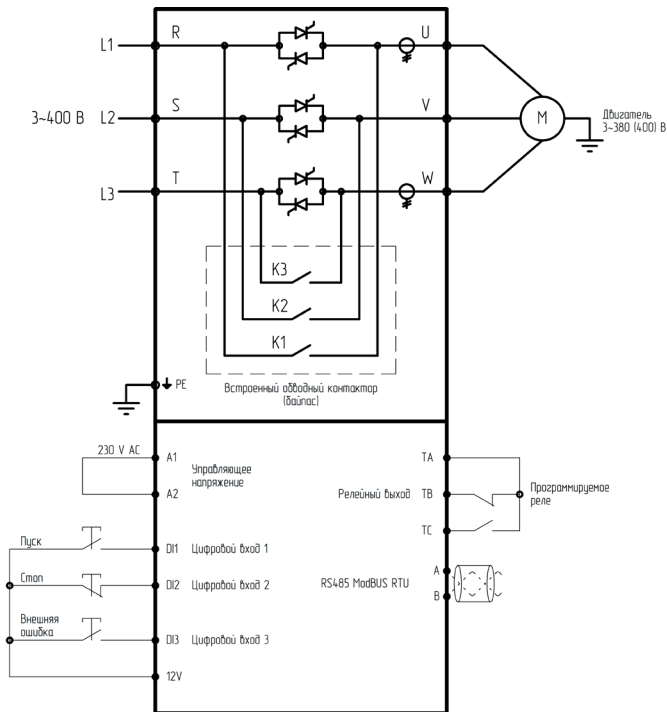 R
U
L1
S
V
3~400 В
L2
M
Двигатель
3~380 (400) В
T
W
L3
K3
K2
K1
PE
Встроенный обводный контактор
(байпас)
230 V AC
A1
TA
Управляющее
напряжение
A2
Релейный выход
TB
Программируемое
реле
TC
Пуск
DI1
Цифровой вход 1
A
Стоп
DI2
Цифровой вход 2
RS485 ModBUS RTU
B
Внешняя
ошибка
DI3
Цифровой вход 3
12V